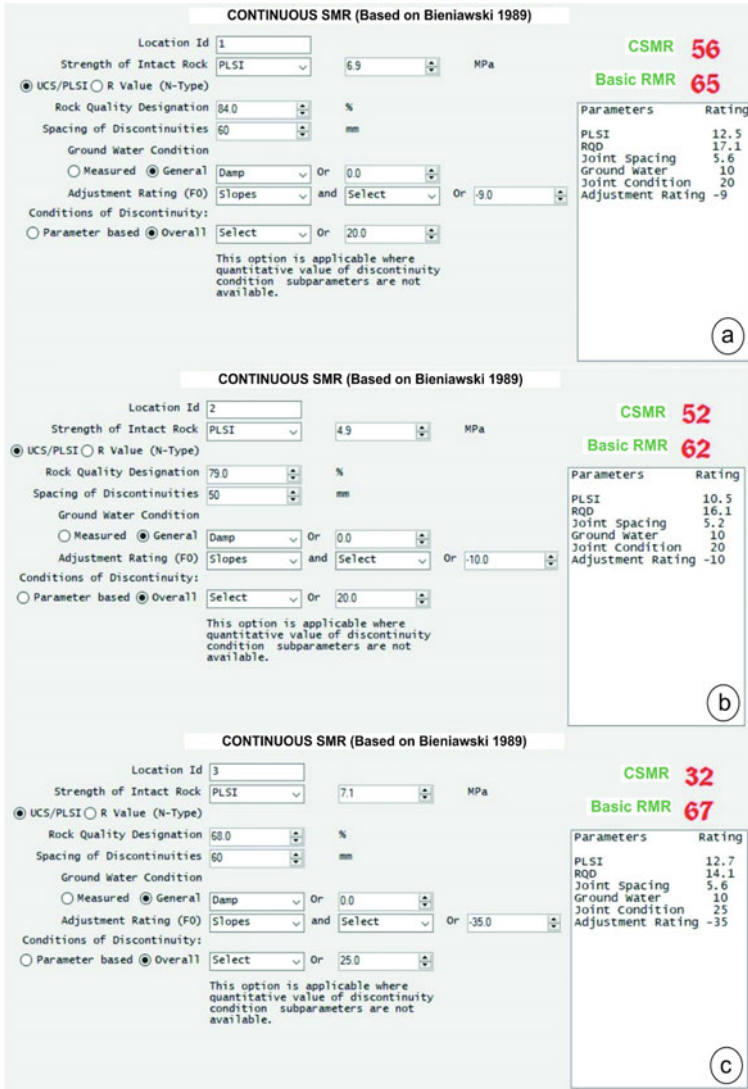 CONTINUOUS SMR (Based on Bieniawski 1989)
Location Id 1
CSMR 56
Strength of Intact Rock PLSI 6.9 MPa
UCS/PLSI R Value (N-Type)
Basic RMR 65
Rock Quality Designation 84.0 %
Spacing of Discontinuities 60 mm
Ground Water Condition
Measured General Damp Or 0.0
Adjustment Rating (F0) Slopes and Select Or -9.0
Conditions of Discontinuity:
Parameter based Overall Select Or 20.0
This option is applicable where
quantitative value of discontinuity
condition subparameters are not
available.
Parameters Rating
PLSI 12.5
RQD 17.1
Joint Spacing 5.6
Ground Water 10
Joint Condition 20
Adjustment Rating -9
a
CONTINUOUS SMR (Based on Bieniawski 1989)
Location Id 2
CSMR 52
Strength of Intact Rock PLSI 4.9 MPa
UCS/PLSI R Value (N-Type)
Basic RMR 62
Rock Quality Designation 79.0 %
Spacing of Discontinuities 50 mm
Ground Water Condition
Measured General Damp Or 0.0
Adjustment Rating (F0) Slopes and Select Or -10.0
Conditions of Discontinuity:
Parameter based Overall Select Or 20.0
This option is applicable where
quantitative value of discontinuity
condition subparameters are not
available.
Parameters Rating
PLSI 10.5
RQD 16.1
Joint Spacing 5.2
Ground Water 10
Joint Condition 20
Adjustment Rating -10
b
CONTINUOUS SMR (Based on Bieniawski 1989)
Location Id 3
CSMR 32
Strength of Intact Rock PLSI 7.1 MPa
UCS/PLSI R Value (N-Type)
Basic RMR 67
Rock Quality Designation 68.0 %
Spacing of Discontinuities 60 mm
Ground Water Condition
Measured General Damp Or 0.0
Adjustment Rating (F0) Slopes and Select Or -35.0
Conditions of Discontinuity:
Parameter based Overall Select Or 25.0
This option is applicable where
quantitative value of discontinuity
condition subparameters are not
available.
Parameters Rating
PLSI 12.7
RQD 14.1
Joint Spacing 5.6
Ground Water 10
Joint Condition 25
Adjustment Rating -35
c